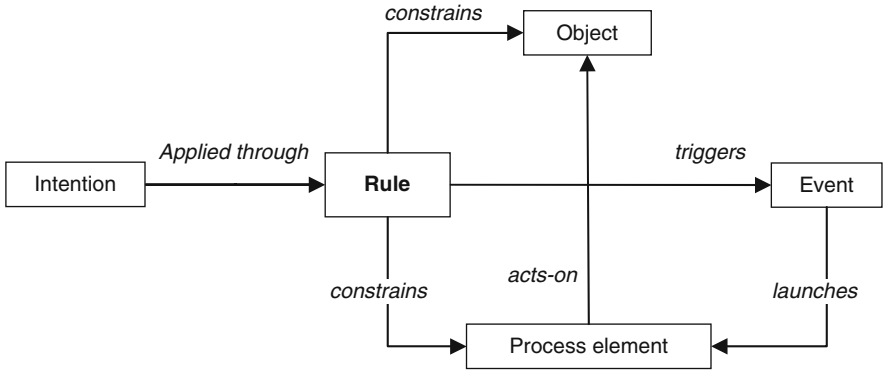 constrains
Object
Applied through
triggers
Intention
Rule
Event
constrains
acts-on
launches
Process element